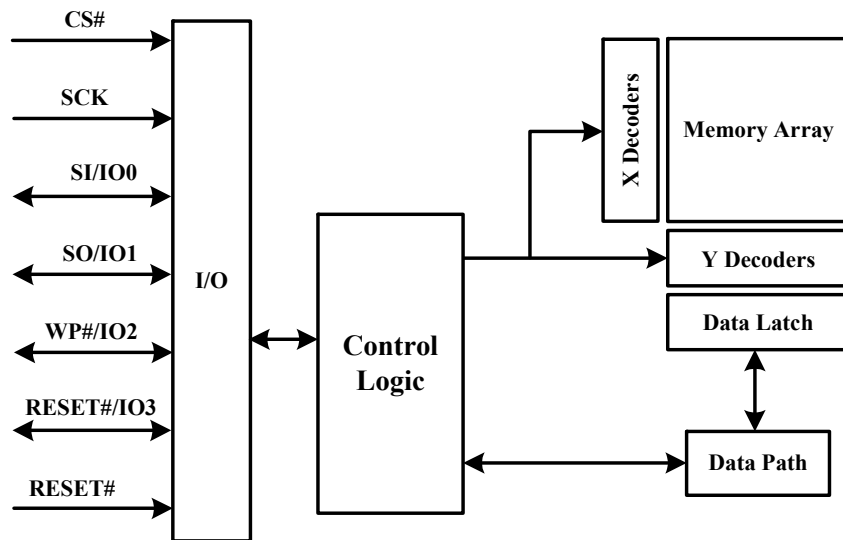 CS#
SCK
SI/IO0
SO/IO1
WP#/IO2
RESET#/IO3
RESET#
I/O
Control
Logic
X Decoders
Memory Array
Y Decoders
Data Latch
Data Path